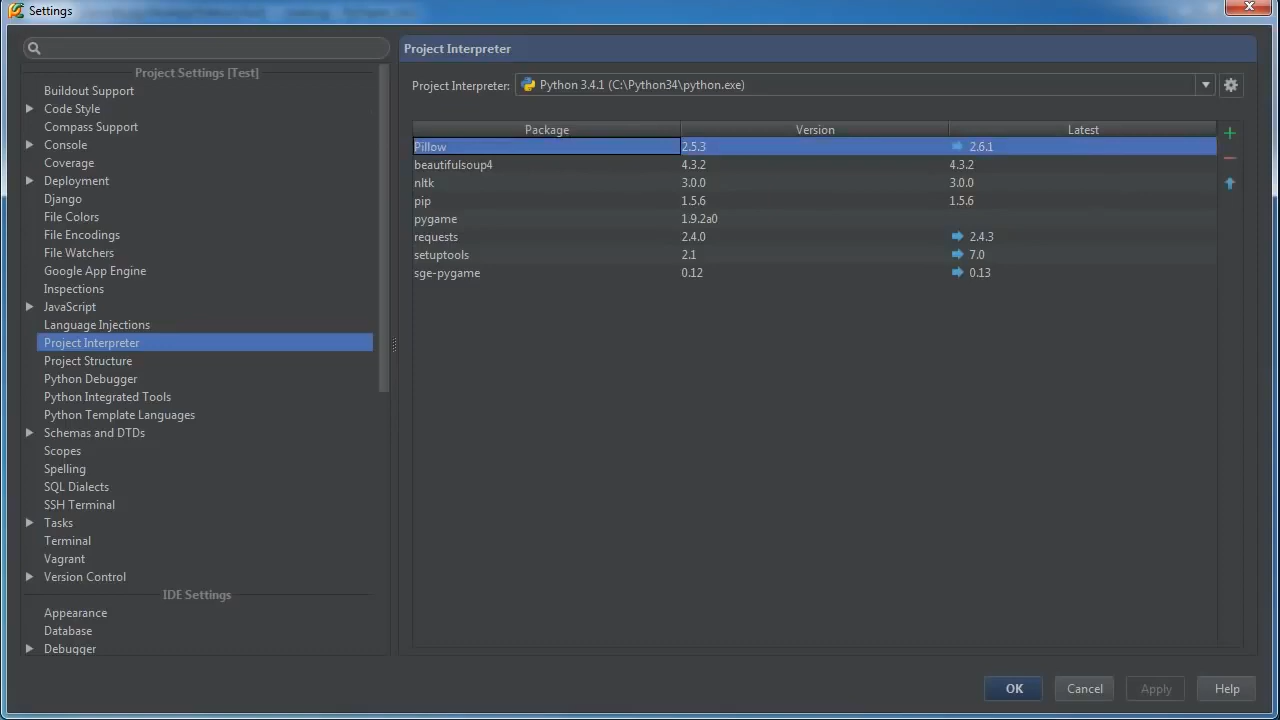 Settings
Project Settings [Test]
Buildout Support
Code Style
Compass Support
Console
Coverage
Deployment
Django
File Colors
File Encodings
File Watchers
Google App Engine
Inspections
JavaScript
Language Injections
Project Interpreter
Project Structure
Python Debugger
Python Integrated Tools
Python Template Languages
Schemas and DTDs
Scopes
Spelling
SQL Dialects
SSH Terminal
Tasks
Terminal
Vagrant
Version Control
IDE Settings
Appearance
Database
Debugger
Project Interpreter
Project Interpreter: Python 3.4.1 (C:\Python34\python.exe)
Package Version Latest
Pillow 2.5.3 2.6.1
beautifulsoup4 4.3.2 4.3.2
nltk 3.0.0 3.0.0
pip 1.5.6 1.5.6
pygame 1.9.2a0
requests 2.4.0 2.4.3
setuptools 2.1 7.0
sge-pygame 0.12 0.13
OK Cancel Apply Help